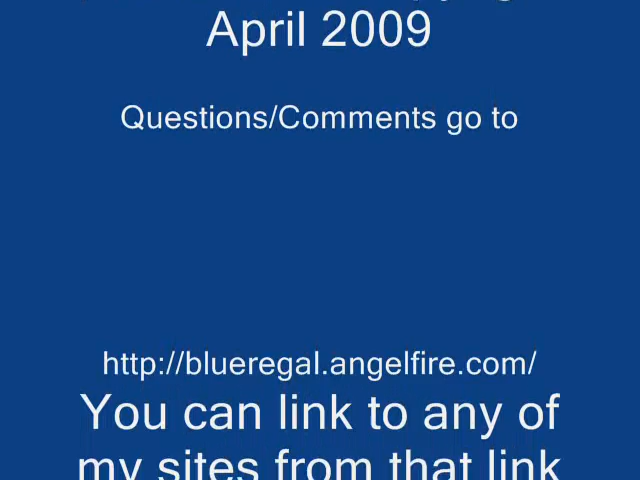 April 2009
Questions/Comments go to
http://blueregal.angelfire.com/
You can link to any of
my sites from that link